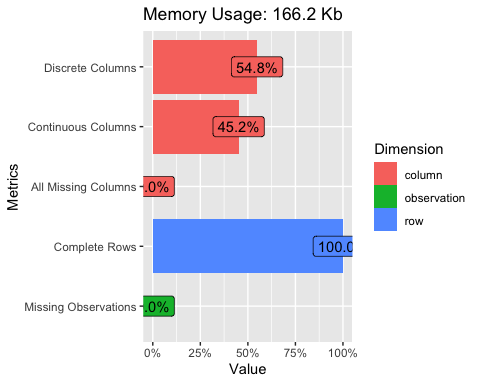 Memory Usage: 166.2 Kb
Discrete Columns
54.8%
Continuous Columns
45.2%
All Missing Columns
.0%
Complete Rows
100.0
Missing Observations
.0%
0%
25%
50%
75%
100%
Value
Metrics
Dimension
column
observation
row